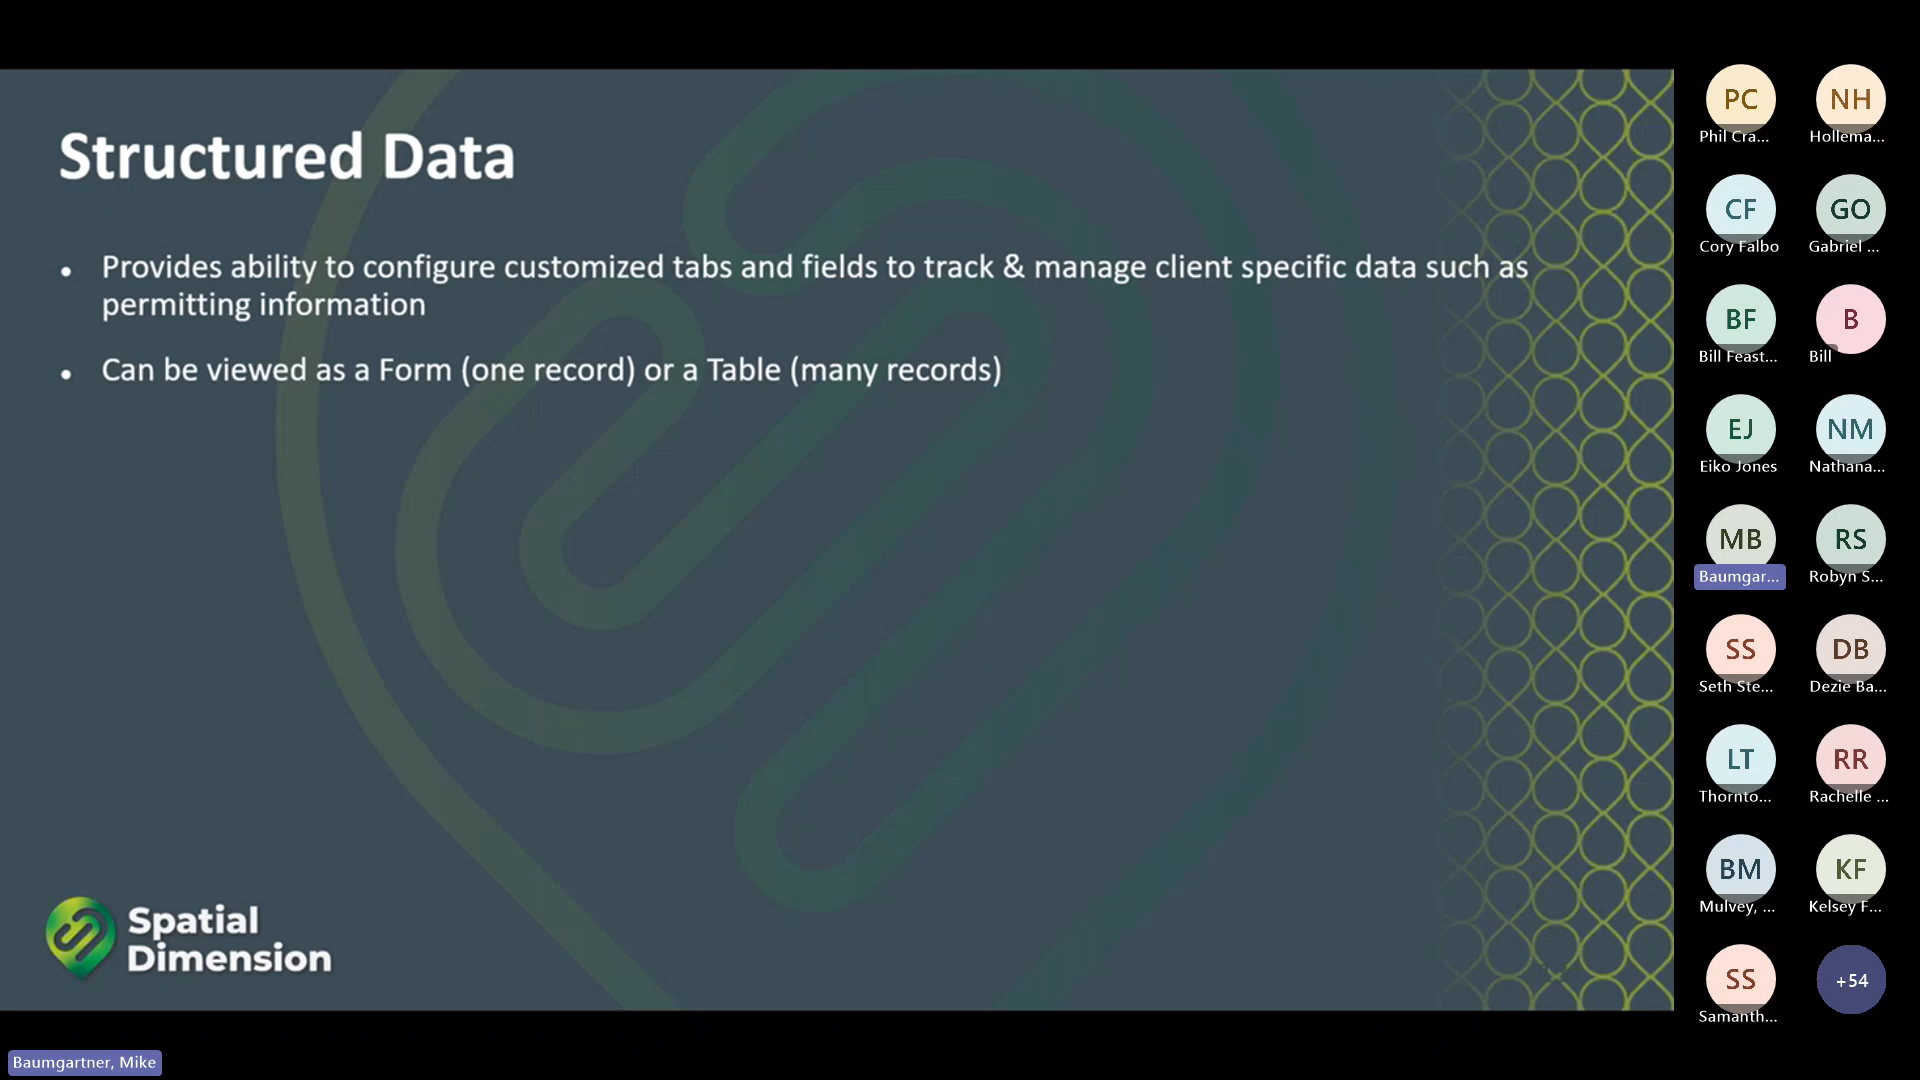 Structured Data
• Provides ability to configure customized tabs and fields to track & manage client specific data such as
permitting information
• Can be viewed as a Form (one record) or a Table (many records)
Spatial
Dimension
Baumgartner, Mike
PC
Phil Cra...
NH
Hollema...
CF
Cory Falbo
GO
Gabriel ...
BF
Bill Feast...
B
Bill
EJ
Eiko Jones
NM
Nathana...
MB
Baumgar...
RS
Robyn S...
SS
Seth Ste...
DB
Dezie Ba...
LT
Thornto...
RR
Rachelle ...
BM
Mulvey, ...
KF
Kelsey F...
SS
Samanth...
+54